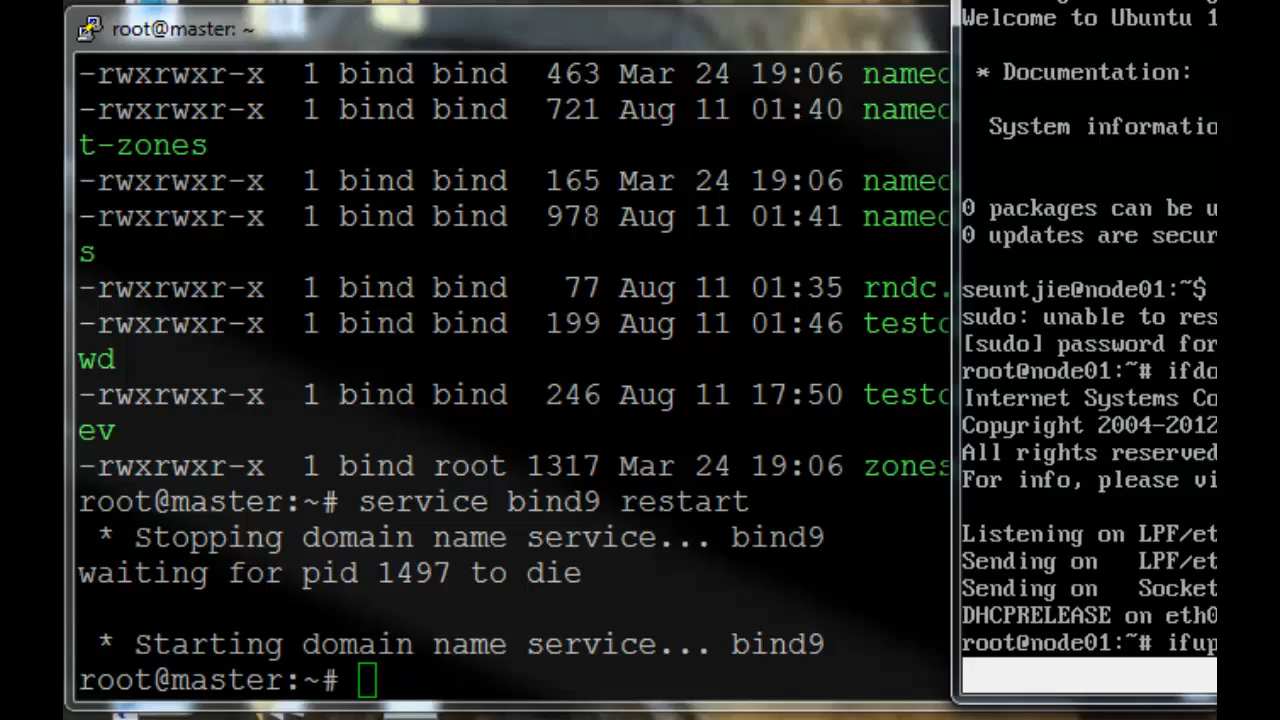 root@master: ~
-rwxrwxr-x 1 bind bind 463 Mar 24 19:06 namec
-rwxrwxr-x 1 bind bind 721 Aug 11 01:40 namec
t-zones
-rwxrwxr-x 1 bind bind 165 Mar 24 19:06 namec
-rwxrwxr-x 1 bind bind 978 Aug 11 01:41 namec
s
-rwxrwxr-x 1 bind bind 77 Aug 11 01:35 rndc.
-rwxrwxr-x 1 bind bind 199 Aug 11 01:46 testc
wd
-rwxrwxr-x 1 bind bind 246 Aug 11 17:50 testc
ev
-rwxrwxr-x 1 bind root 1317 Mar 24 19:06 zones
root@master:~# service bind9 restart
* Stopping domain name service... bind9
waiting for pid 1497 to die
* Starting domain name service... bind9
root@master:~#
Welcome to Ubuntu 1
* Documentation:
System informatio
0 packages can be u
0 updates are secur
seuntjie@node01:~$
sudo: unable to res
[sudo] password for
root@node01:~# ifdo
Internet Systems Co
Copyright 2004-2012
All rights reserved
For info, please vi
Listening on LPF/et
Sending on LPF/et
Sending on Socket
DHCPRELEASE on eth0
root@node01:~# ifup